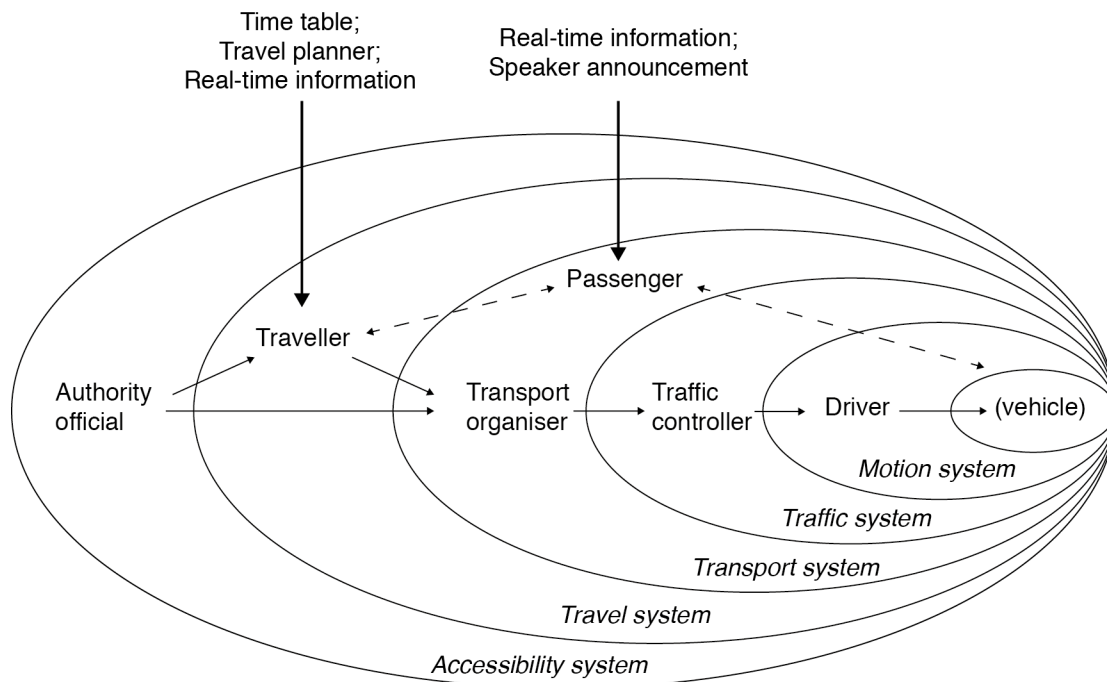 Time table;
Travel planner;
Real-time information
Real-time information;
Speaker announcement
Passenger
Traveller
Authority
official
Transport
organiser
Traffic
controller
Driver
(vehicle)
Motion system
Traffic system
Transport system
Travel system
Accessibility system